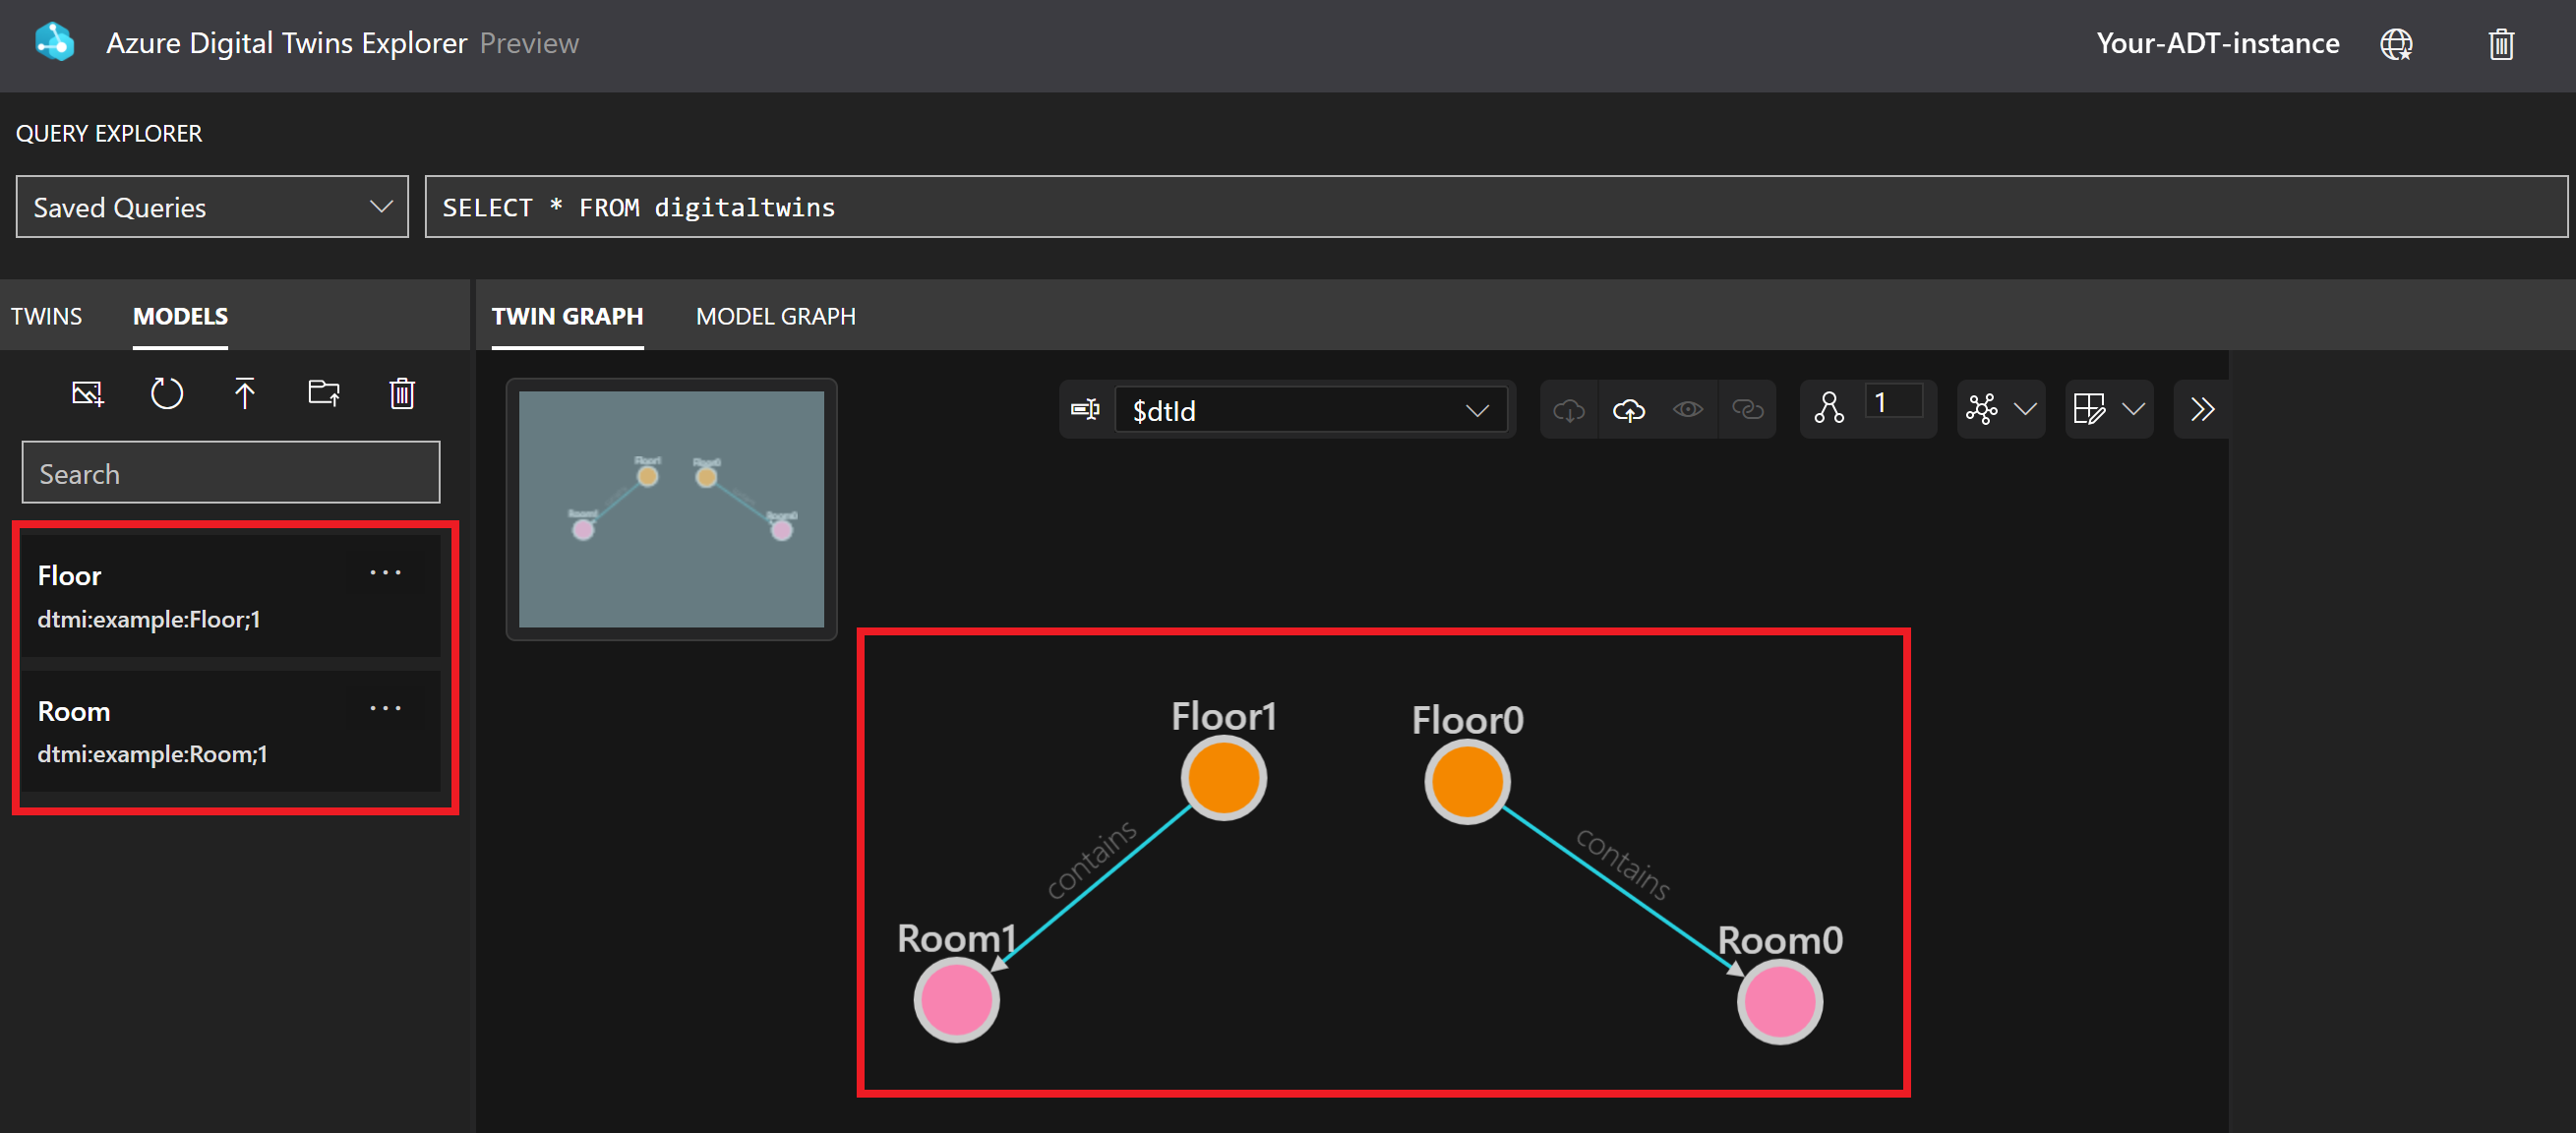 Azure Digital Twins Explorer Preview
Your-ADT-instance
QUERY EXPLORER
Saved Queries
SELECT * FROM digitaltwins
TWINS MODELS
TWIN GRAPH MODEL GRAPH
$dtId
1
Search
Floor1 Floor0
Room1 Room0
Floor
dtmi:example:Floor;1
Room
dtmi:example:Room;1
Floor1 Floor0
contains contains
Room1 Room0